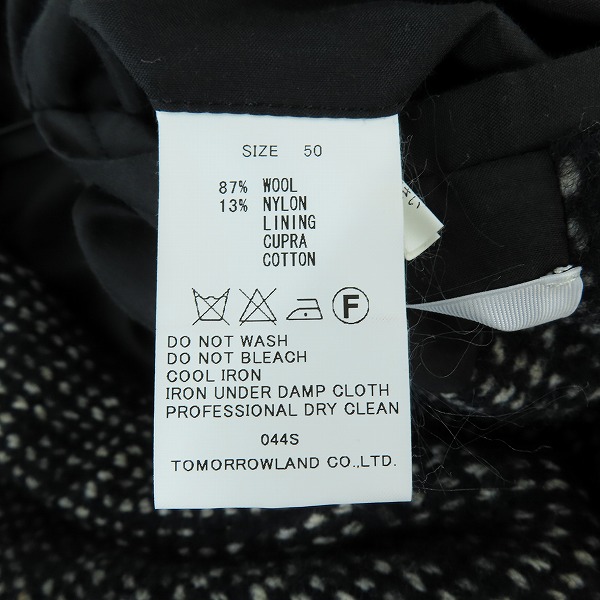 SIZE 50
87% WOOL
13% NYLON
LINING
CUPRA
COTTON
F
DO NOT WASH
DO NOT BLEACH
COOL IRON
IRON UNDER DAMP CLOTH
PROFESSIONAL DRY CLEAN
044S
TOMORROWLAND CO.,LTD.